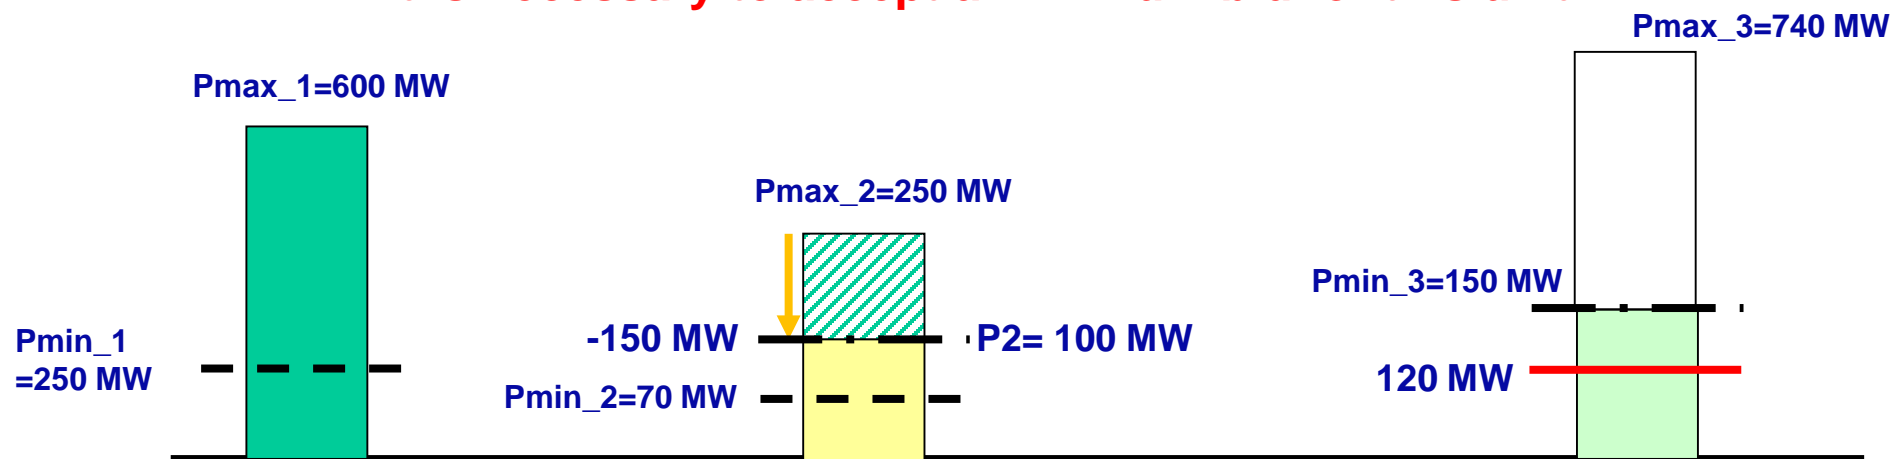 Pmax_3=740 MW
Pmax_1=600 MW
Pmax_2=250 MW
Pmin_3=150 MW
-150 MW
P2= 100 MW
Pmin_1
=250 MW
120 MW
Pmin_2=70 MW